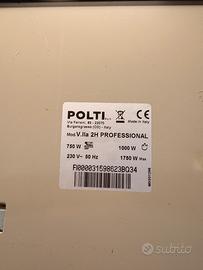 POLTI S.p.A.
Made in Italy
Via Ferloni, 83 - 22070
Bulgarograsso (CO) - Italy
Mod. V.lla 2H PROFESSIONAL
750 W
1000 W
230 V~ 50 Hz
1750 W Max
FI000031598623BQ34
subito